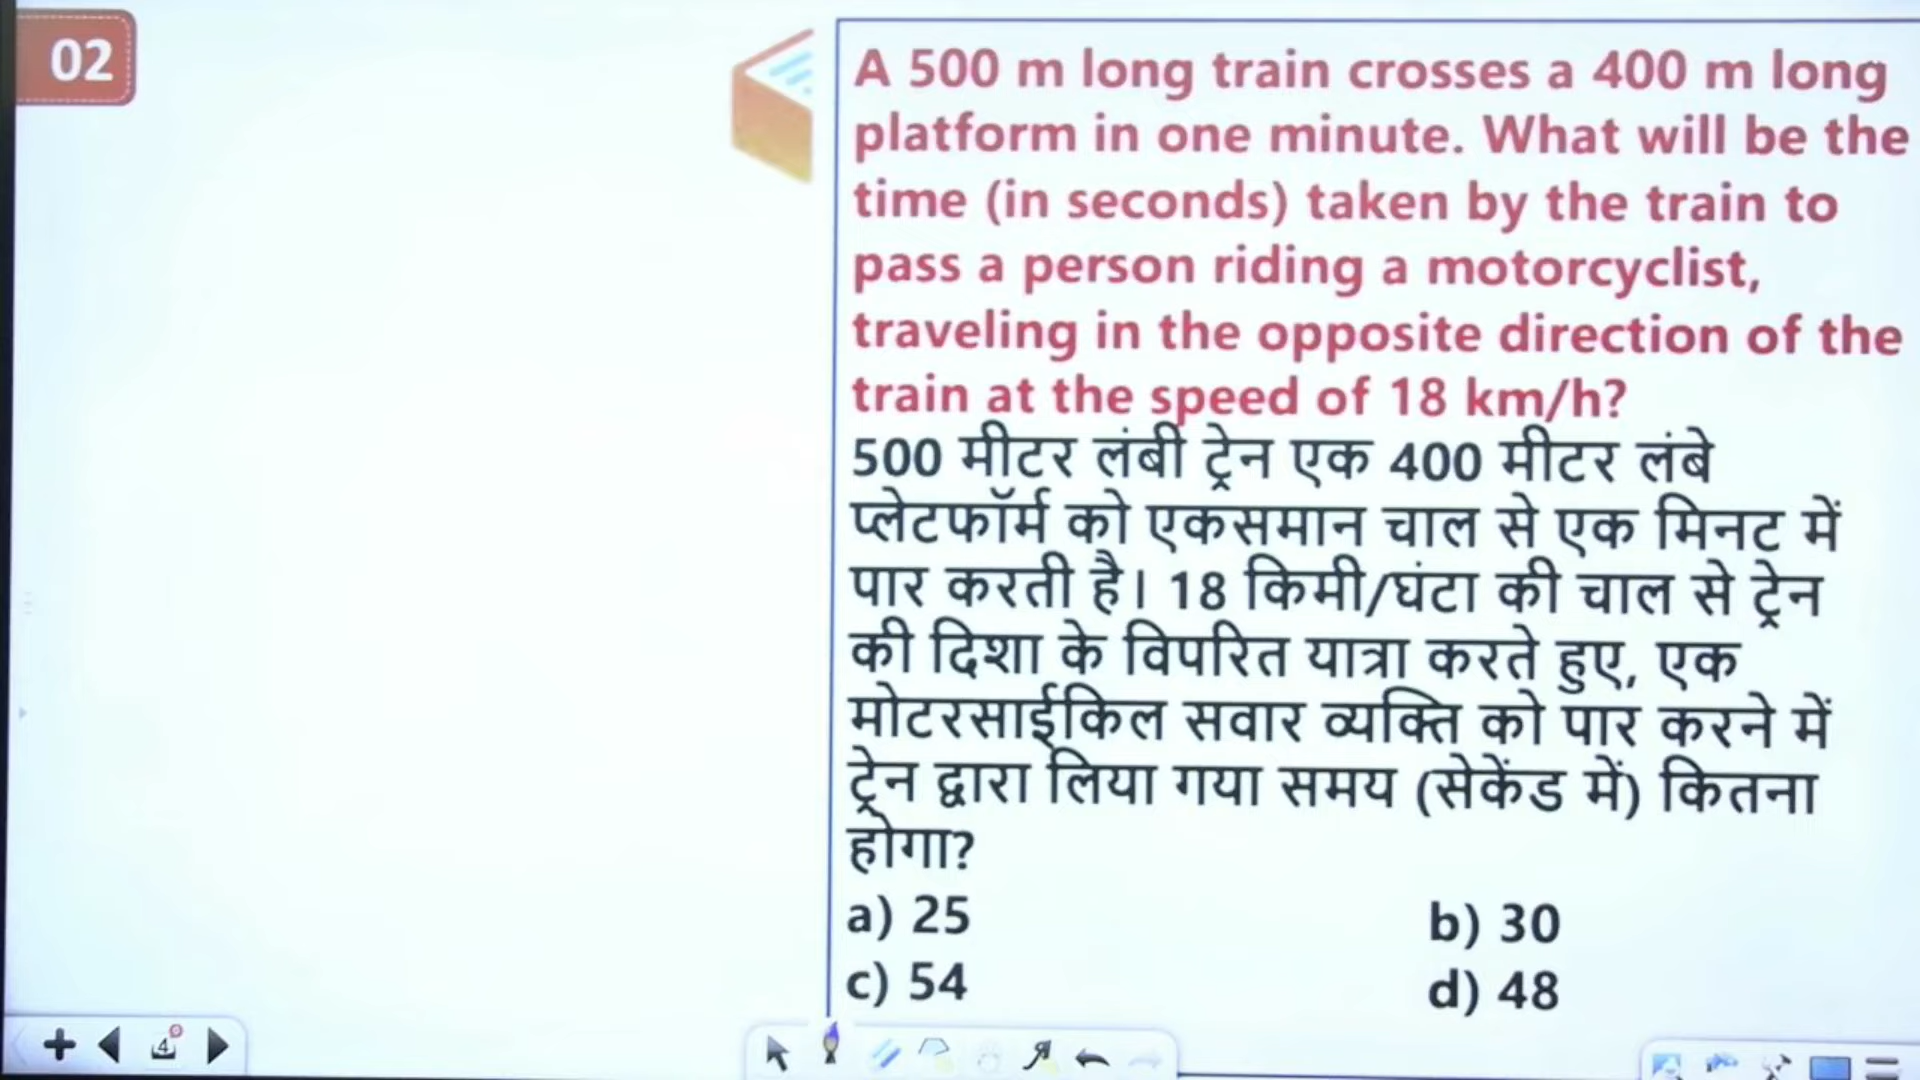 02
A 500 m long train crosses a 400 m long
platform in one minute. What will be the
time (in seconds) taken by the train to
pass a person riding a motorcyclist,
traveling in the opposite direction of the
train at the speed of 18 km/h?
500 मीटर लंबी ट्रेन एक 400 मीटर लंबे
प्लेटफॉर्म को एकसमान चाल से एक मिनट में
पार करती है। 18 किमी/घंटा की चाल से ट्रेन
की दिशा के विपरित यात्रा करते हुए, एक
मोटरसाईकिल सवार व्यक्ति को पार करने में
ट्रेन द्वारा लिया गया समय (सेकेंड में) कितना
होगा?
a) 25
b) 30
c) 54
d) 48
4